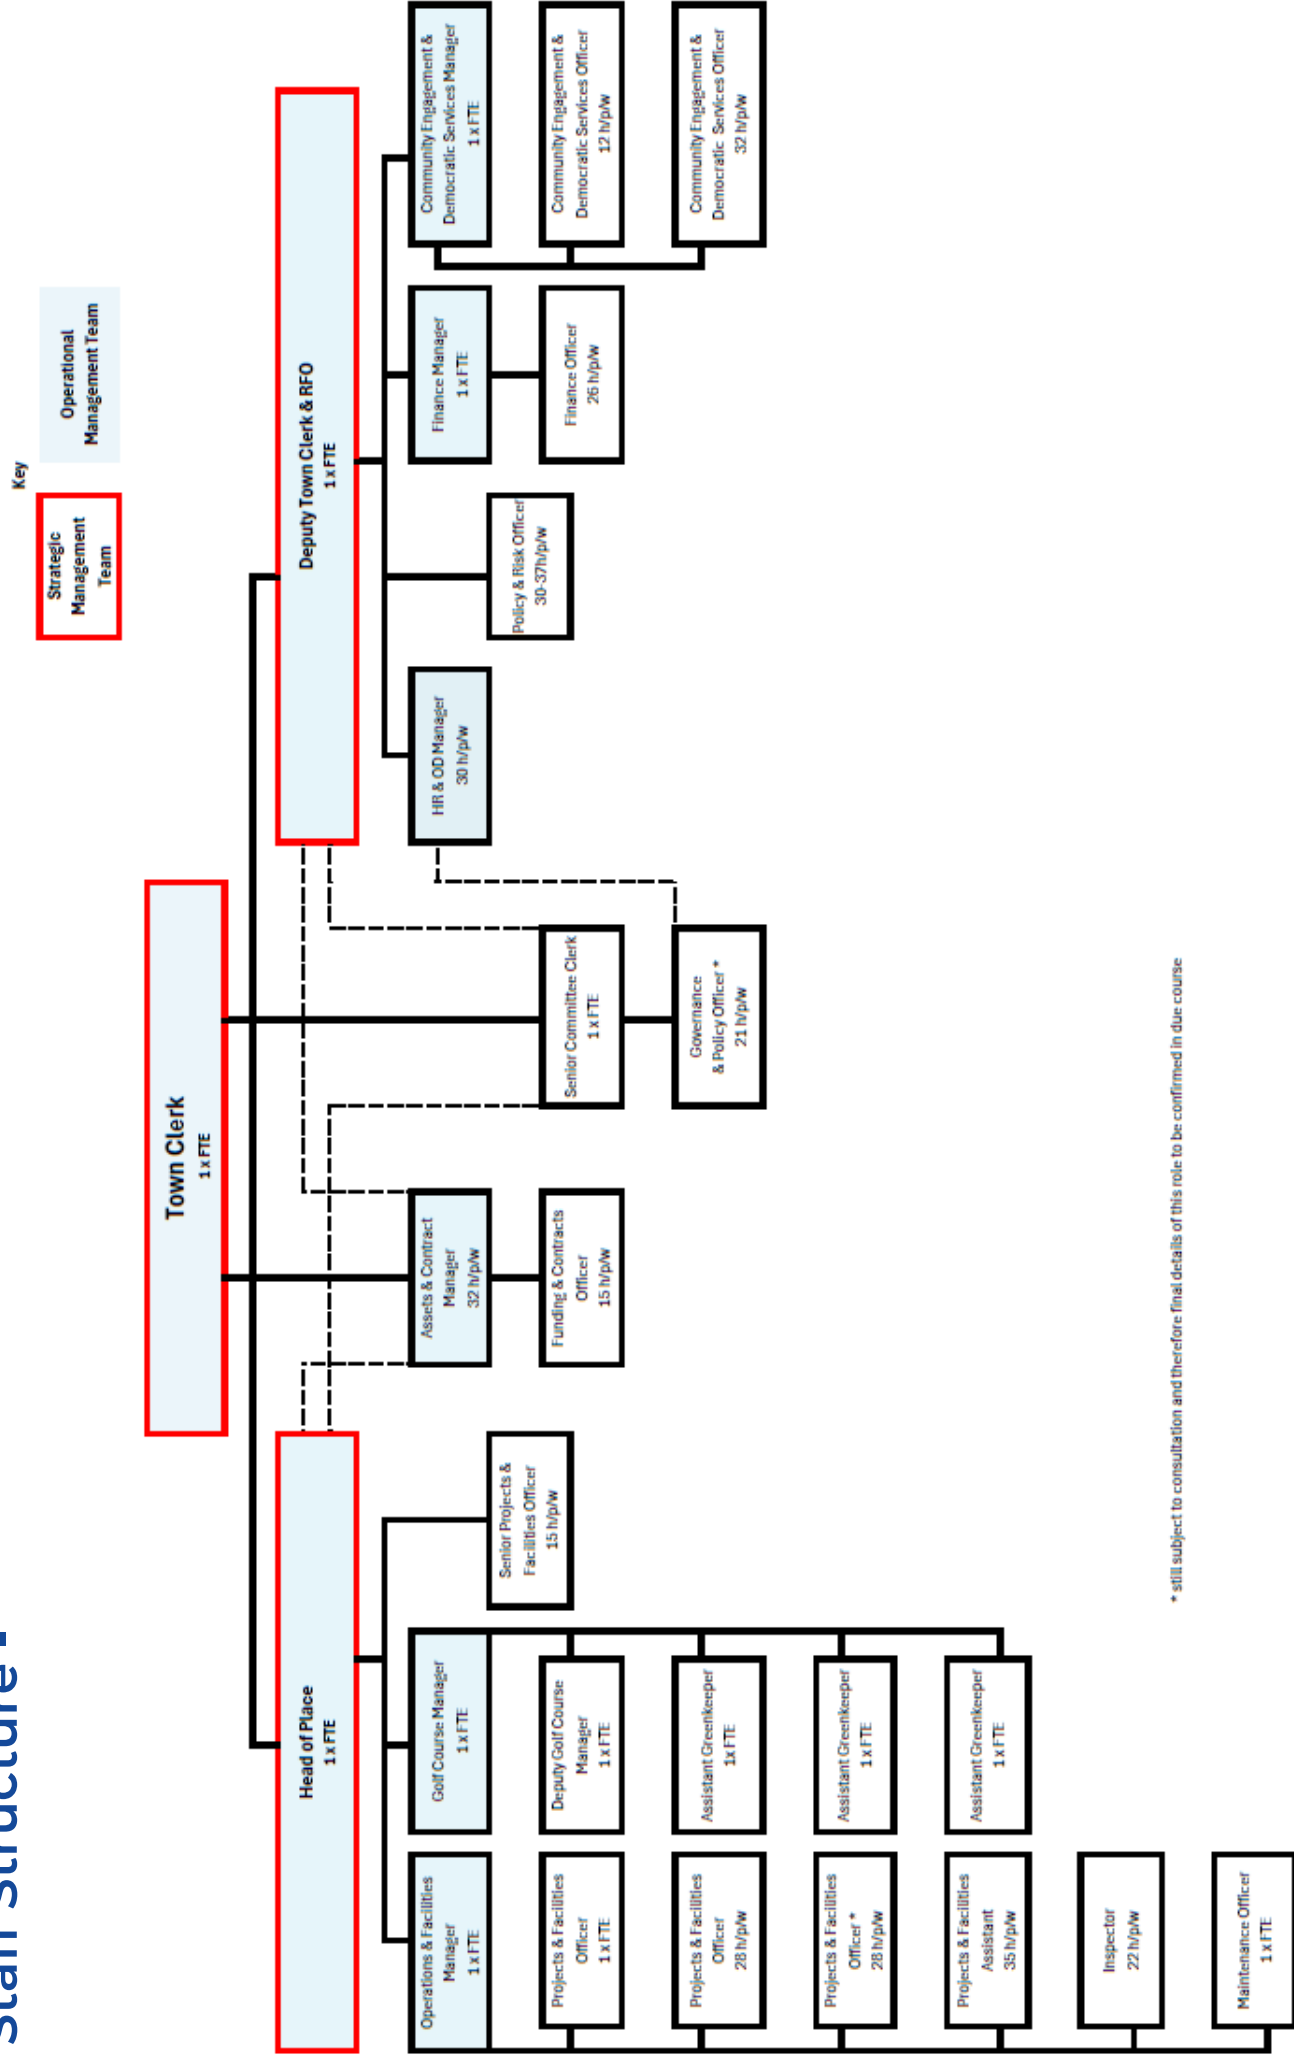 Staff Structure -
Key
Strategic
Management
Team
Operational
Management Team
Town Clerk
1 x FTE
Head of Place
1 x FTE
Deputy Town Clerk & RFO
1 x FTE
Operations & Facilities
Manager
1 x FTE
Projects & Facilities
Officer
1 x FTE
Projects & Facilities
Officer
28 h/p/w
Projects & Facilities
Officer *
28 h/p/w
Projects & Facilities
Assistant
35 h/p/w
Inspector
22 h/p/w
Maintenance Officer
1 x FTE
Golf Course Manager
1 x FTE
Deputy Golf Course
Manager
1 x FTE
Assistant Greenkeeper
1x FTE
Assistant Greenkeeper
1 x FTE
Assistant Greenkeeper
1 x FTE
Senior Projects &
Facilities Officer
15 h/p/w
Assets & Contract
Manager
32 h/p/w
Funding & Contracts
Officer
15 h/p/w
Senior Committee Clerk
1 x FTE
Governance
& Policy Officer *
21 h/p/w
HR & OD Manager
30 h/p/w
Policy & Risk Officer
30-37h/p/w
Finance Manager
1 x FTE
Finance Officer
26 h/p/w
Community Engagement &
Democratic Services Manager
1 x FTE
Community Engagement &
Democratic Services Officer
12 h/p/w
Community Engagement &
Democratic Services Officer
32 h/p/w
* still subject to consultation and therefore final details of this role to be confirmed in due course